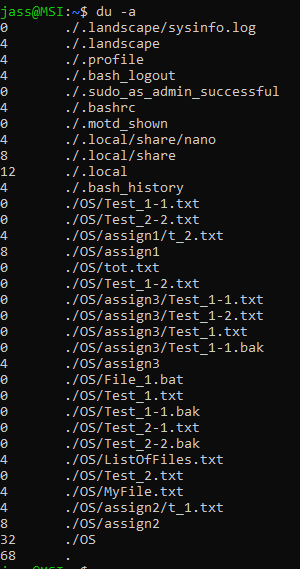 jass@MSI:~$ du -a
0 ./.landscape/sysinfo.log
4 ./.landscape
4 ./.profile
4 ./.bash_logout
0 ./.sudo_as_admin_successful
4 ./.bashrc
0 ./.motd_shown
4 ./.local/share/nano
8 ./.local/share
12 ./.local
4 ./.bash_history
0 ./OS/Test_1-1.txt
0 ./OS/Test_2-2.txt
4 ./OS/assign1/t_2.txt
8 ./OS/assign1
0 ./OS/tot.txt
0 ./OS/Test_1-2.txt
0 ./OS/assign3/Test_1-1.txt
0 ./OS/assign3/Test_1-2.txt
0 ./OS/assign3/Test_1.txt
0 ./OS/assign3/Test_1-1.bak
4 ./OS/assign3
0 ./OS/File_1.bat
0 ./OS/Test_1.txt
0 ./OS/Test_1-1.bak
0 ./OS/Test_2-1.txt
0 ./OS/Test_2-2.bak
4 ./OS/ListOfFiles.txt
0 ./OS/Test_2.txt
4 ./OS/MyFile.txt
4 ./OS/assign2/t_1.txt
8 ./OS/assign2
32 ./OS
68 .